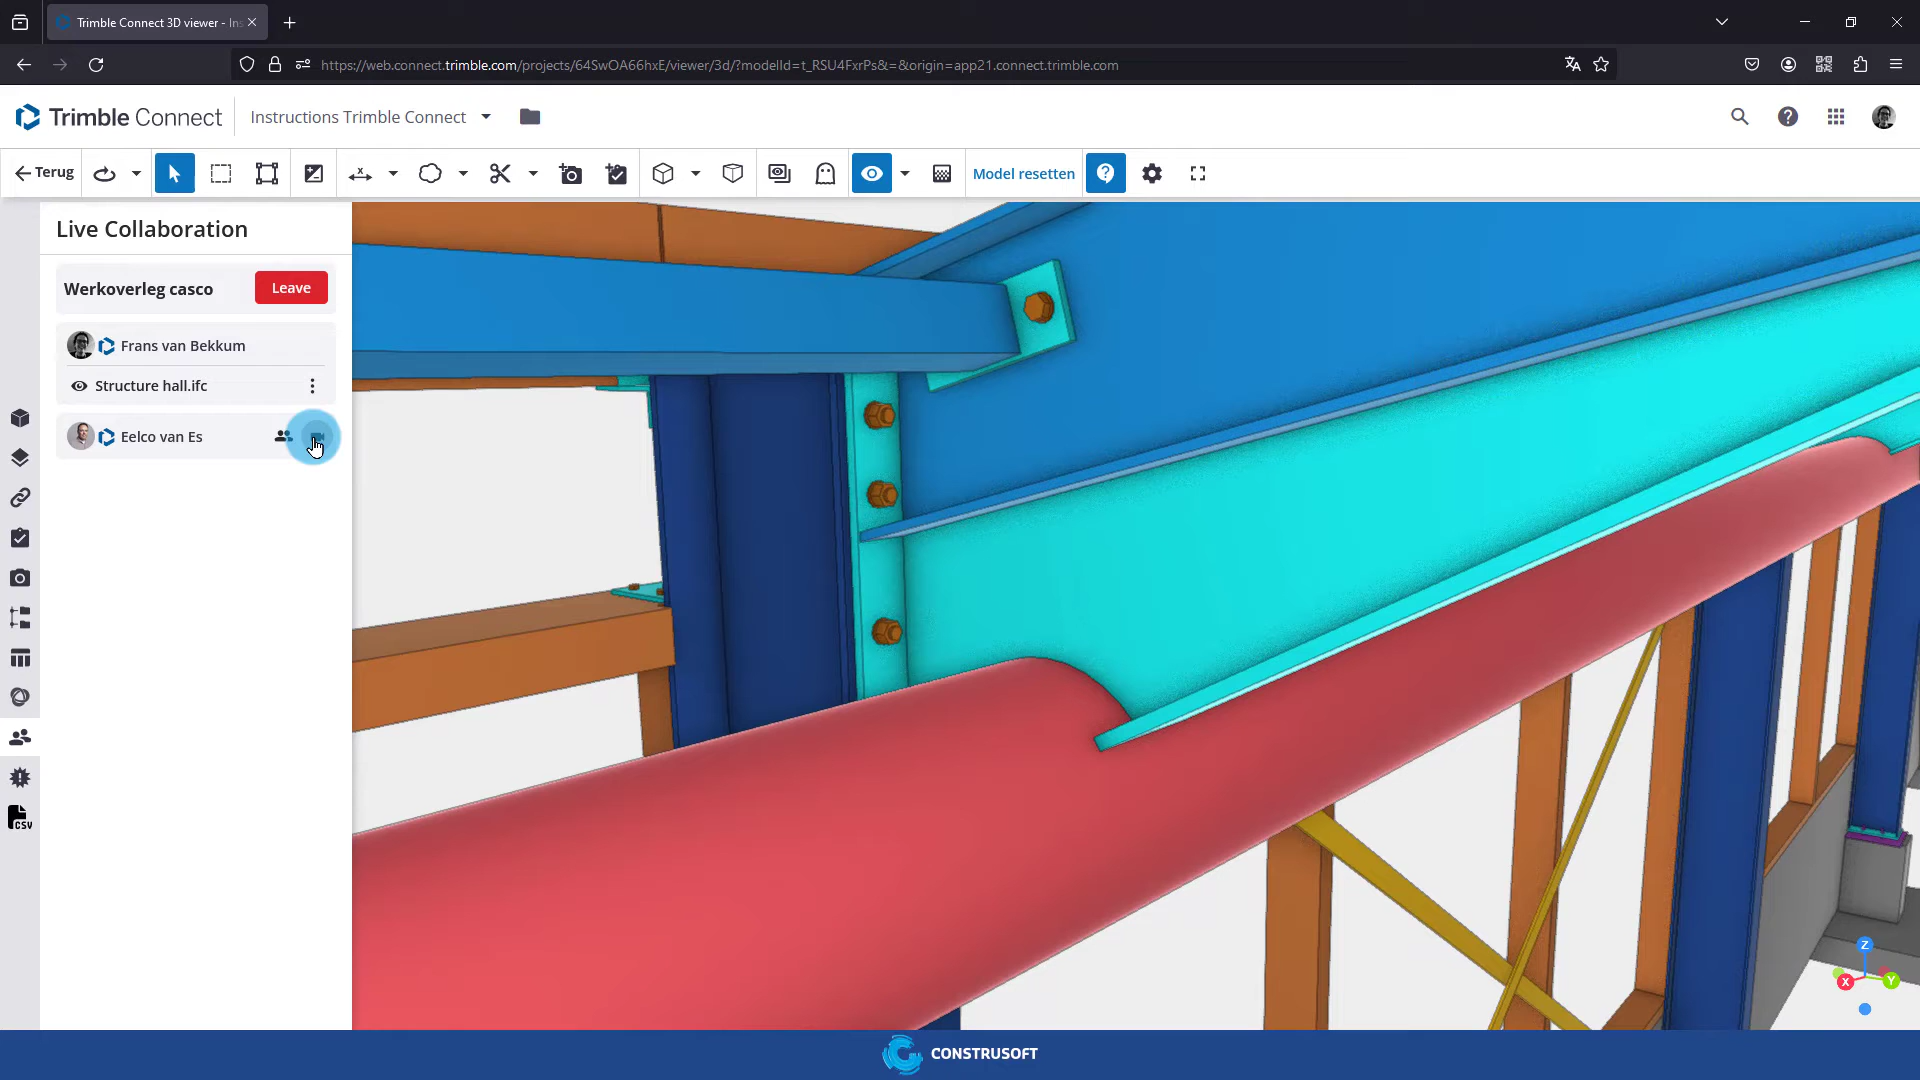 Trimble Connect 3D viewer - Ins
https://web.connect.trimble.com/projects/64SwOA66hxE/viewer/3d/?modelId=t_RSU4FxrPs&=&origin=app21.connect.trimble.com
Trimble Connect
Instructions Trimble Connect
Terug
x
Model resetten
Live Collaboration
Werkoverleg casco
Leave
Frans van Bekkum
Structure hall.ifc
Eelco van Es
CSV
Z
X
Y
CONSTRUSOFT